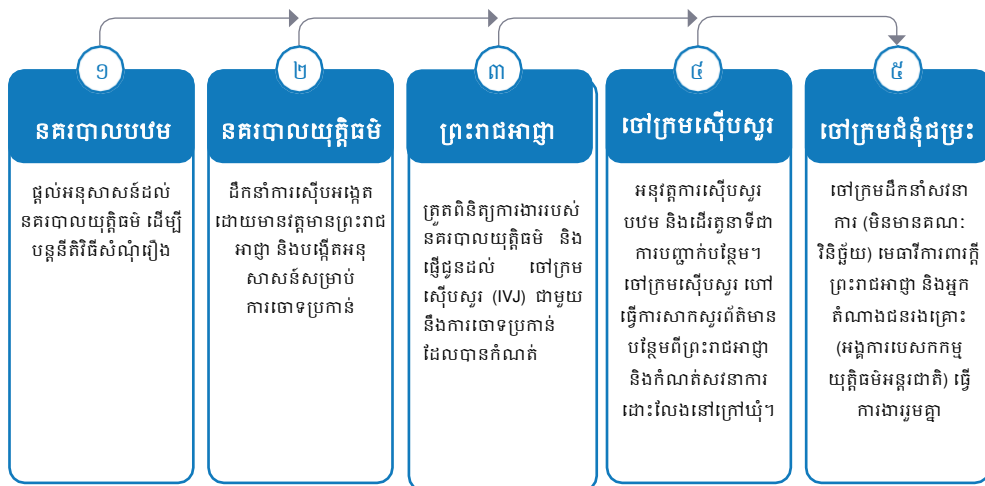 ១
នគរបាលបឋម
ផ្តល់អនុសាសន៍ដល់
នគរបាលយុត្តិធម៌ ដើម្បី
បន្តនីតិវិធីសំណុំរឿង
២
នគរបាលយុត្តិធម៌
ដឹកនាំការស៊ើបអង្កេត
ដោយមានវត្តមានព្រះរាជ
អាជ្ញា និងបង្កើតអនុ
សាសន៍សម្រាប់
ការចោទប្រកាន់
៣
ព្រះរាជអាជ្ញា
ត្រួតពិនិត្យការងាររបស់
នគរបាលយុត្តិធម៌ និង
ផ្ញើជូនដល់ ចៅក្រម
ស៊ើបសួរ (IVJ) ជាមួយ
នឹងការចោទប្រកាន់
ដែលបានកំណត់
៤
ចៅក្រមស៊ើបសួរ
អនុវត្តការស៊ើបសួរ
បឋម និងដើរតួនាទីជា
ការបញ្ជាក់បន្ថែម។
ចៅក្រមស៊ើបសួរ ហៅ
ធ្វើការសាកសួរព័ត៌មាន
បន្ថែមពីព្រះរាជអាជ្ញា
និងកំណត់សវនាការ
ដោះលែងនៅក្រៅឃុំ។
៥
ចៅក្រមជំនុំជម្រះ
ចៅក្រមដឹកនាំសវនា
ការ (មិនមានគណៈ
វិនិច្ឆ័យ) មេធាវីការពារក្តី
ព្រះរាជអាជ្ញា និងអ្នក
តំណាងជនរងគ្រោះ
(អង្គការបេសកកម្ម
យុត្តិធម៌អន្តរជាតិ) ធ្វើ
ការងាររួមគ្នា